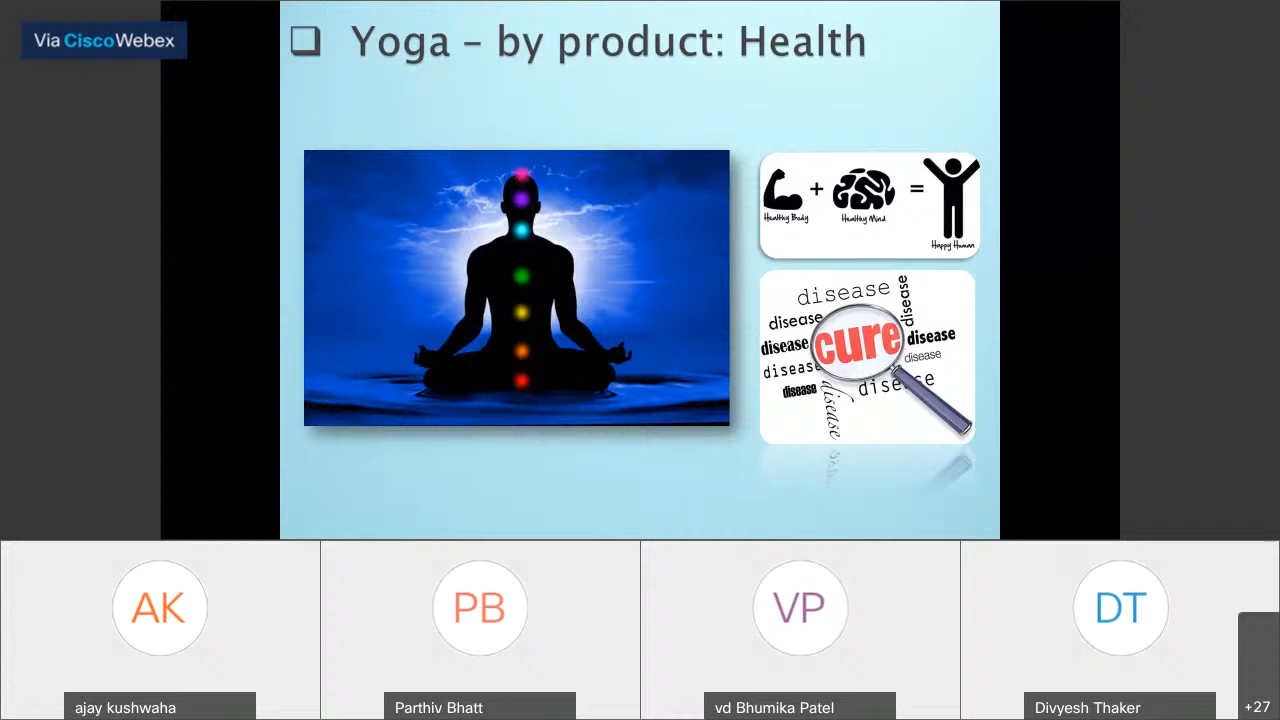 Via CiscoWebex
❑ Yoga – by product: Health
+ =
Healthy Body
Healthy Mind
Happy Human
disease
disease
disease
disease
disease
disease
disease
disease
disease
disease
cure
AK
PB
VP
DT
ajay kushwaha
Parthiv Bhatt
vd Bhumika Patel
Divyesh Thaker
+27